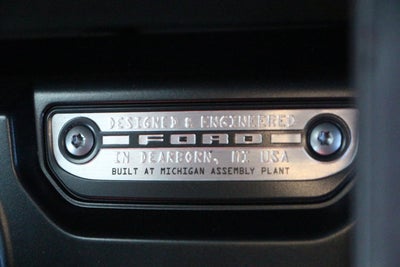 DESIGNED & ENGINEERED
FORD
IN DEARBORN, MI USA
BUILT AT MICHIGAN ASSEMBLY PLANT